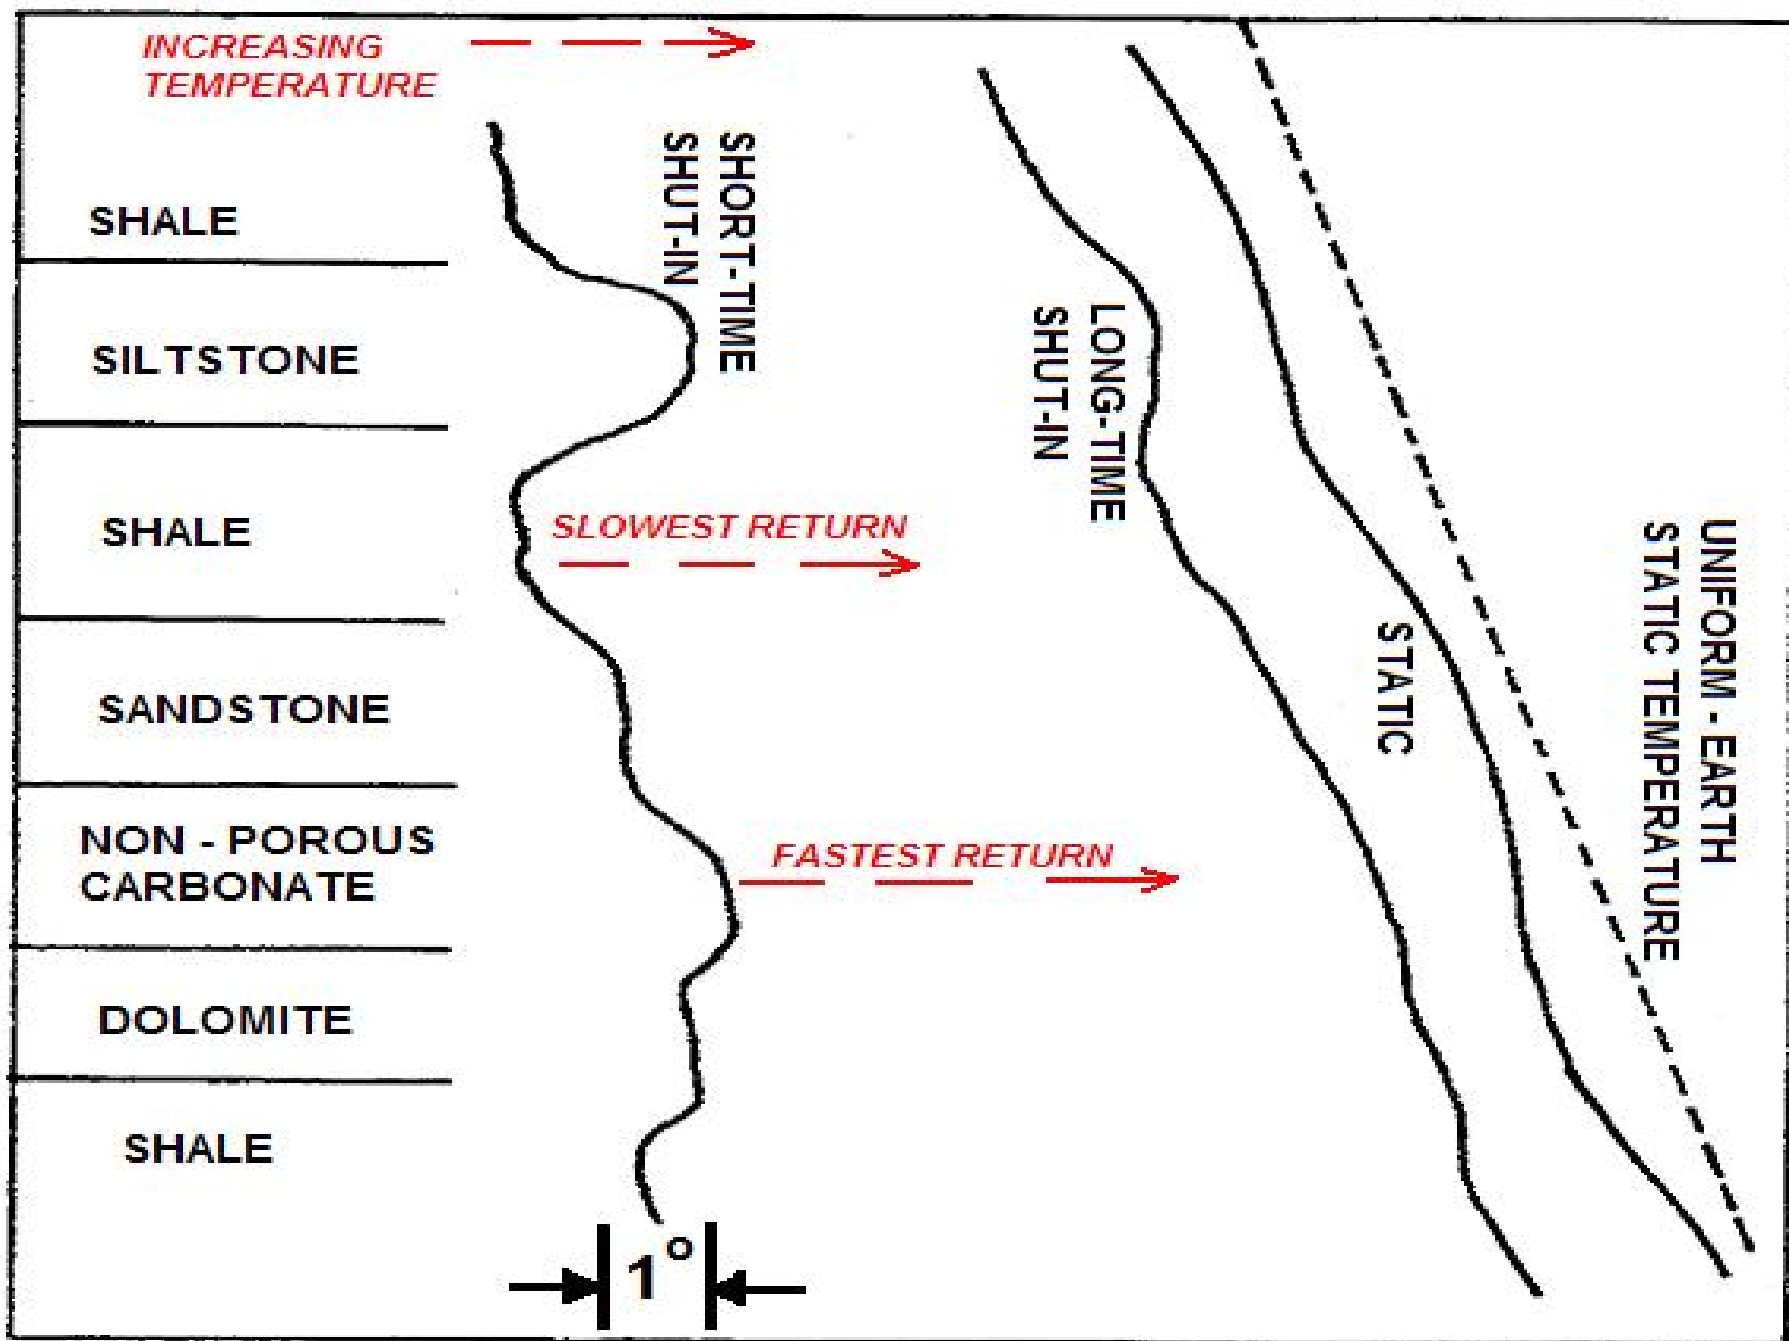 INCREASING
TEMPERATURE
SHALE
SILTSTONE
SHALE
SANDSTONE
NON - POROUS
CARBONATE
DOLOMITE
SHALE
SHORT-TIME
SHUT-IN
SLOWEST RETURN
FASTEST RETURN
LONG-TIME
SHUT-IN
STATIC
UNIFORM - EARTH
STATIC TEMPERATURE
1°